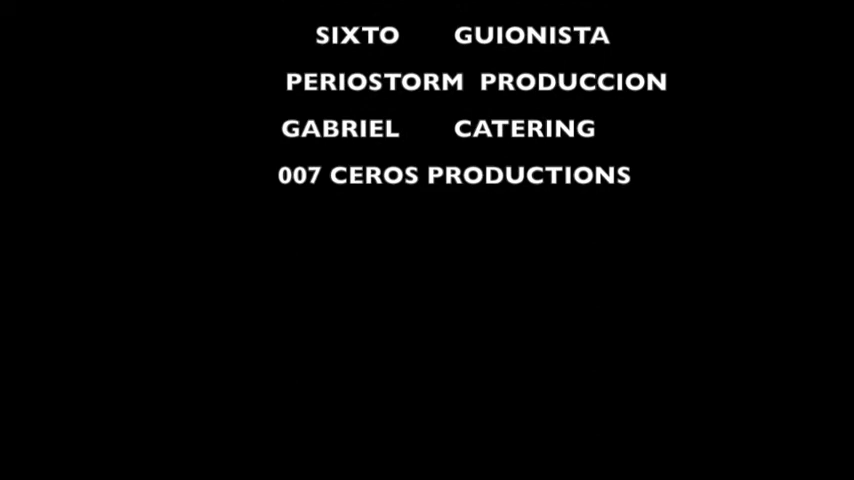 SIXTO GUIONISTA
PERIOSTORM PRODUCCION
GABRIEL CATERING
007 CEROS PRODUCTIONS